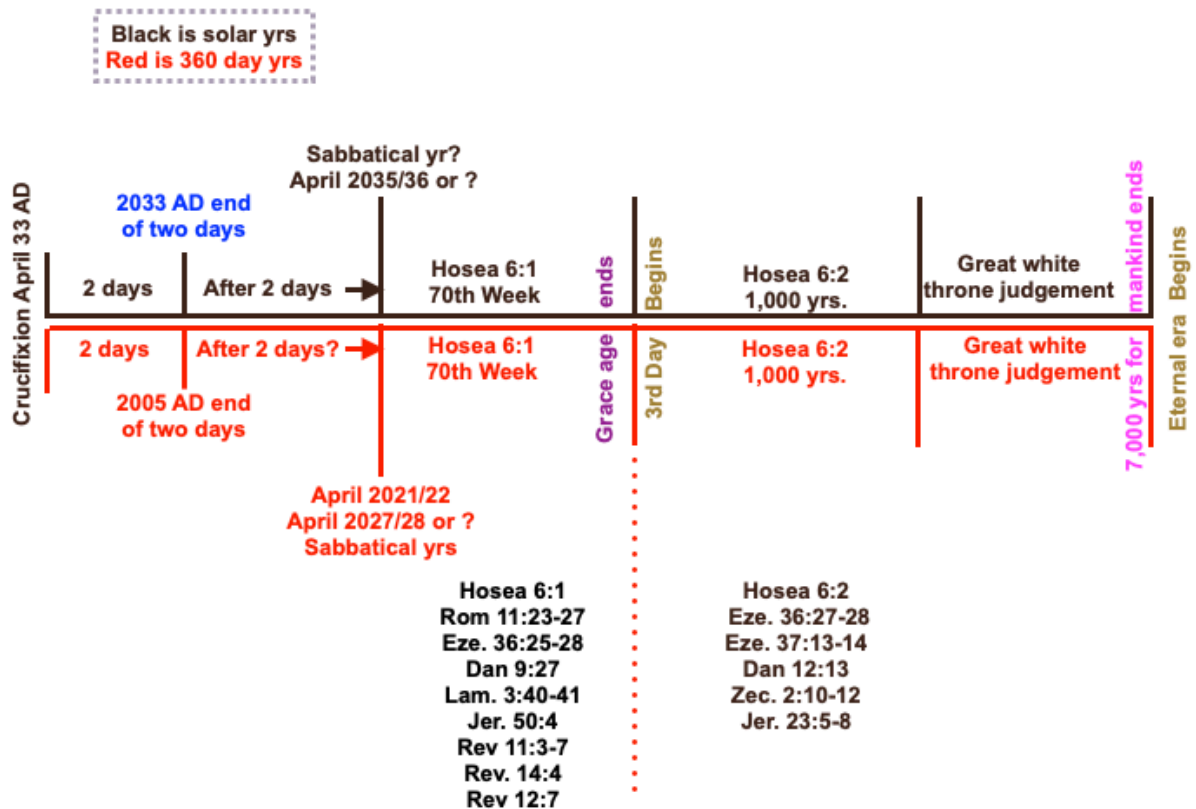 Black is solar yrs
Red is 360 day yrs
Crucifixion April 33 AD
Sabbatical yr?
April 2035/36 or ?
2033 AD end
of two days
2 days
After 2 days
Hosea 6:1
70th Week
Grace age ends
3rd Day Begins
Hosea 6:2
1,000 yrs.
Great white
throne judgement
7,000 yrs for mankind ends
Eternal era Begins
2 days
After 2 days?
Hosea 6:1
70th Week
Hosea 6:2
1,000 yrs.
Great white
throne judgement
2005 AD end
of two days
April 2021/22
April 2027/28 or ?
Sabbatical yrs
Hosea 6:1
Rom 11:23-27
Eze. 36:25-28
Dan 9:27
Lam. 3:40-41
Jer. 50:4
Rev 11:3-7
Rev. 14:4
Rev 12:7
Hosea 6:2
Eze. 36:27-28
Eze. 37:13-14
Dan 12:13
Zec. 2:10-12
Jer. 23:5-8